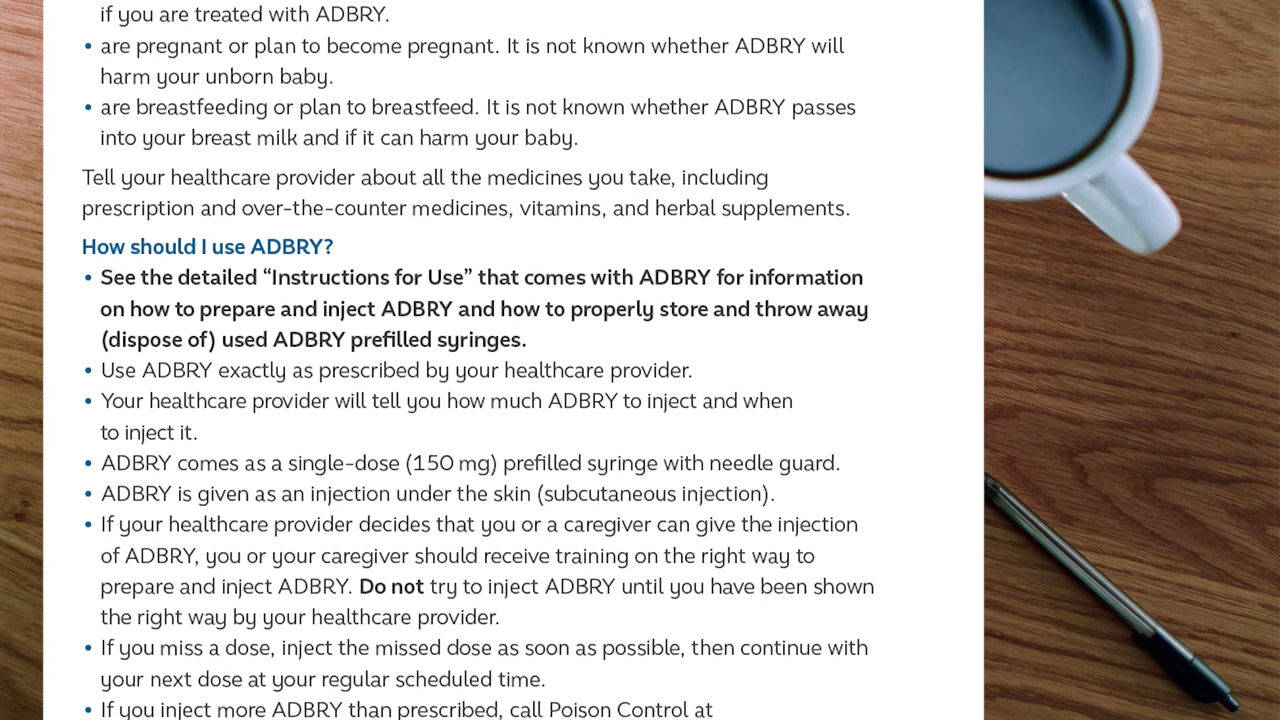 if you are treated with ADBRY.
• are pregnant or plan to become pregnant. It is not known whether ADBRY will
harm your unborn baby.
• are breastfeeding or plan to breastfeed. It is not known whether ADBRY passes
into your breast milk and if it can harm your baby.
Tell your healthcare provider about all the medicines you take, including
prescription and over-the-counter medicines, vitamins, and herbal supplements.
How should I use ADBRY?
• See the detailed “Instructions for Use” that comes with ADBRY for information
on how to prepare and inject ADBRY and how to properly store and throw away
(dispose of) used ADBRY prefilled syringes.
• Use ADBRY exactly as prescribed by your healthcare provider.
• Your healthcare provider will tell you how much ADBRY to inject and when
to inject it.
• ADBRY comes as a single-dose (150 mg) prefilled syringe with needle guard.
• ADBRY is given as an injection under the skin (subcutaneous injection).
• If your healthcare provider decides that you or a caregiver can give the injection
of ADBRY, you or your caregiver should receive training on the right way to
prepare and inject ADBRY. Do not try to inject ADBRY until you have been shown
the right way by your healthcare provider.
• If you miss a dose, inject the missed dose as soon as possible, then continue with
your next dose at your regular scheduled time.
• If you inject more ADBRY than prescribed, call Poison Control at